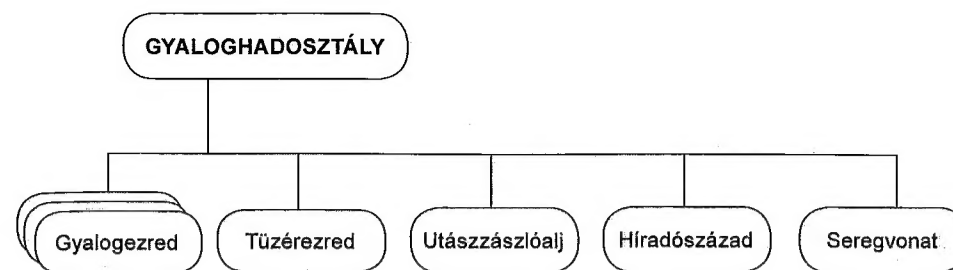 GYALOGHADOSZTÁLY
Gyalogezred
Tüzérezred
Utászzászlóalj
Híradószázad
Seregvonat